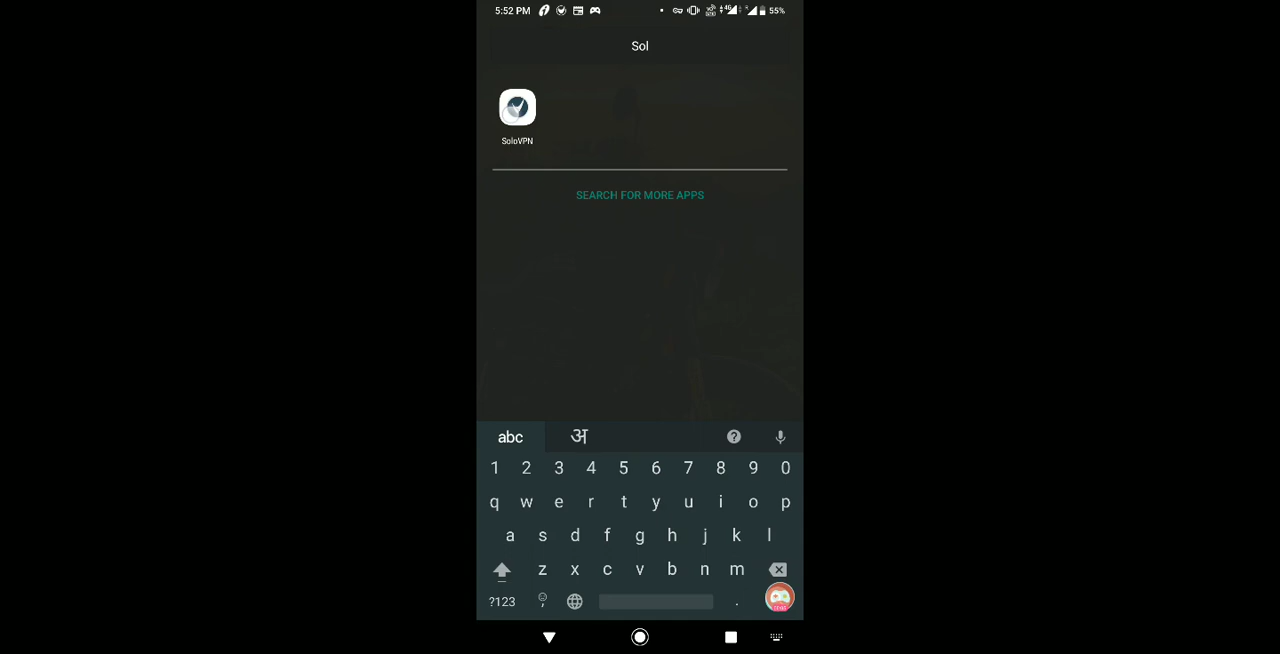 5:52 PM 4G R 55%
Sol
SoloVPN
SEARCH FOR MORE APPS
abc अ
1 2 3 4 5 6 7 8 9 0
q w e r t y u i o p
a s d f g h j k l
z x c v b n m
?123 , .